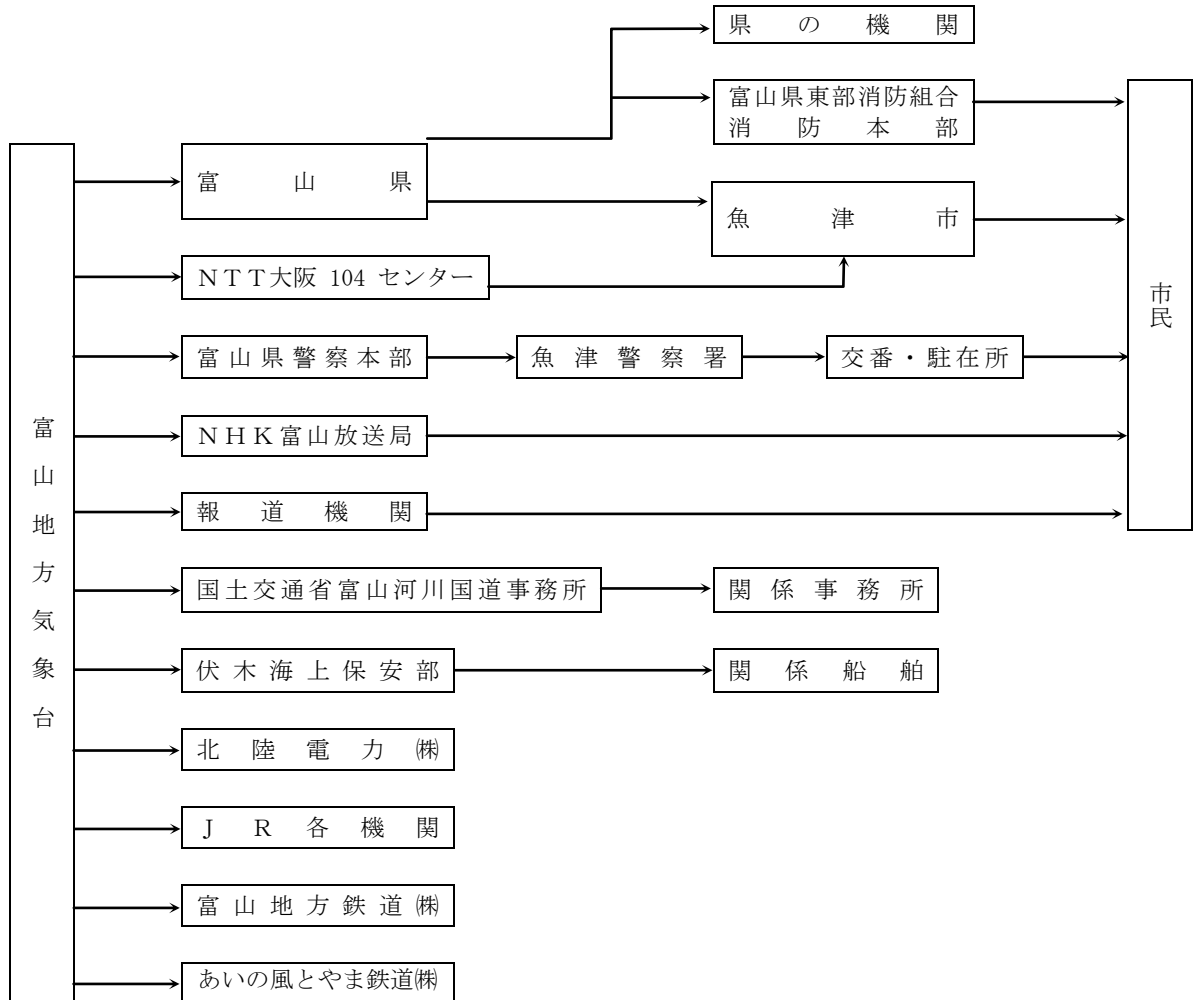 県の機関
富山県東部消防組合
消防本部
富山県
魚津市
NTT大阪 104 センター
市民
富山県警察本部
魚津警察署
交番・駐在所
NHK富山放送局
富山地方気象台
報道機関
国土交通省富山河川国道事務所
関係事務所
伏木海上保安部
関係船舶
北陸電力㈱
JR各機関
富山地方鉄道㈱
あいの風とやま鉄道㈱